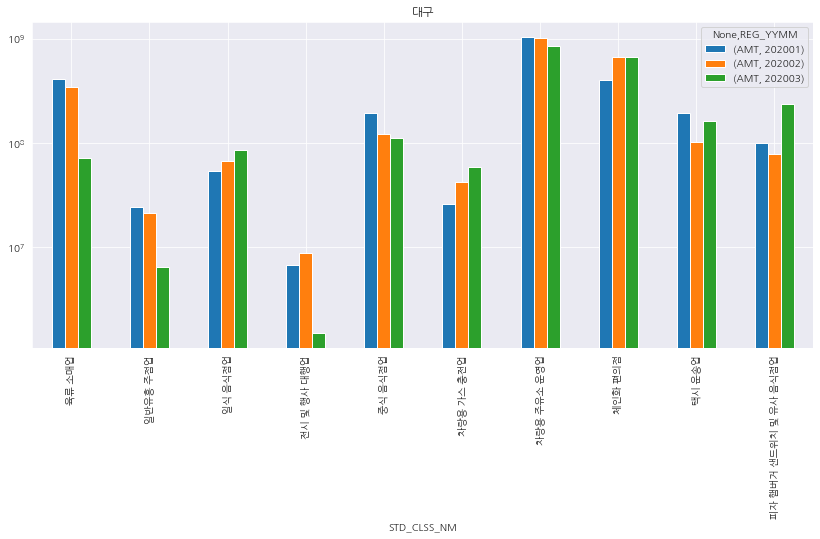 대구
None,REG_YYMM
(AMT, 202001)
(AMT, 202002)
(AMT, 202003)
10⁹
10⁸
10⁷
육류 소매업
일반유흥 주점업
일식 음식점업
전시 및 행사 대행업
중식 음식점업
차량용 가스 충전업
차량용 주유소 운영업
체인화 편의점
택시 운송업
피자 햄버거 샌드위치 및 유사 음식점업
STD_CLSS_NM